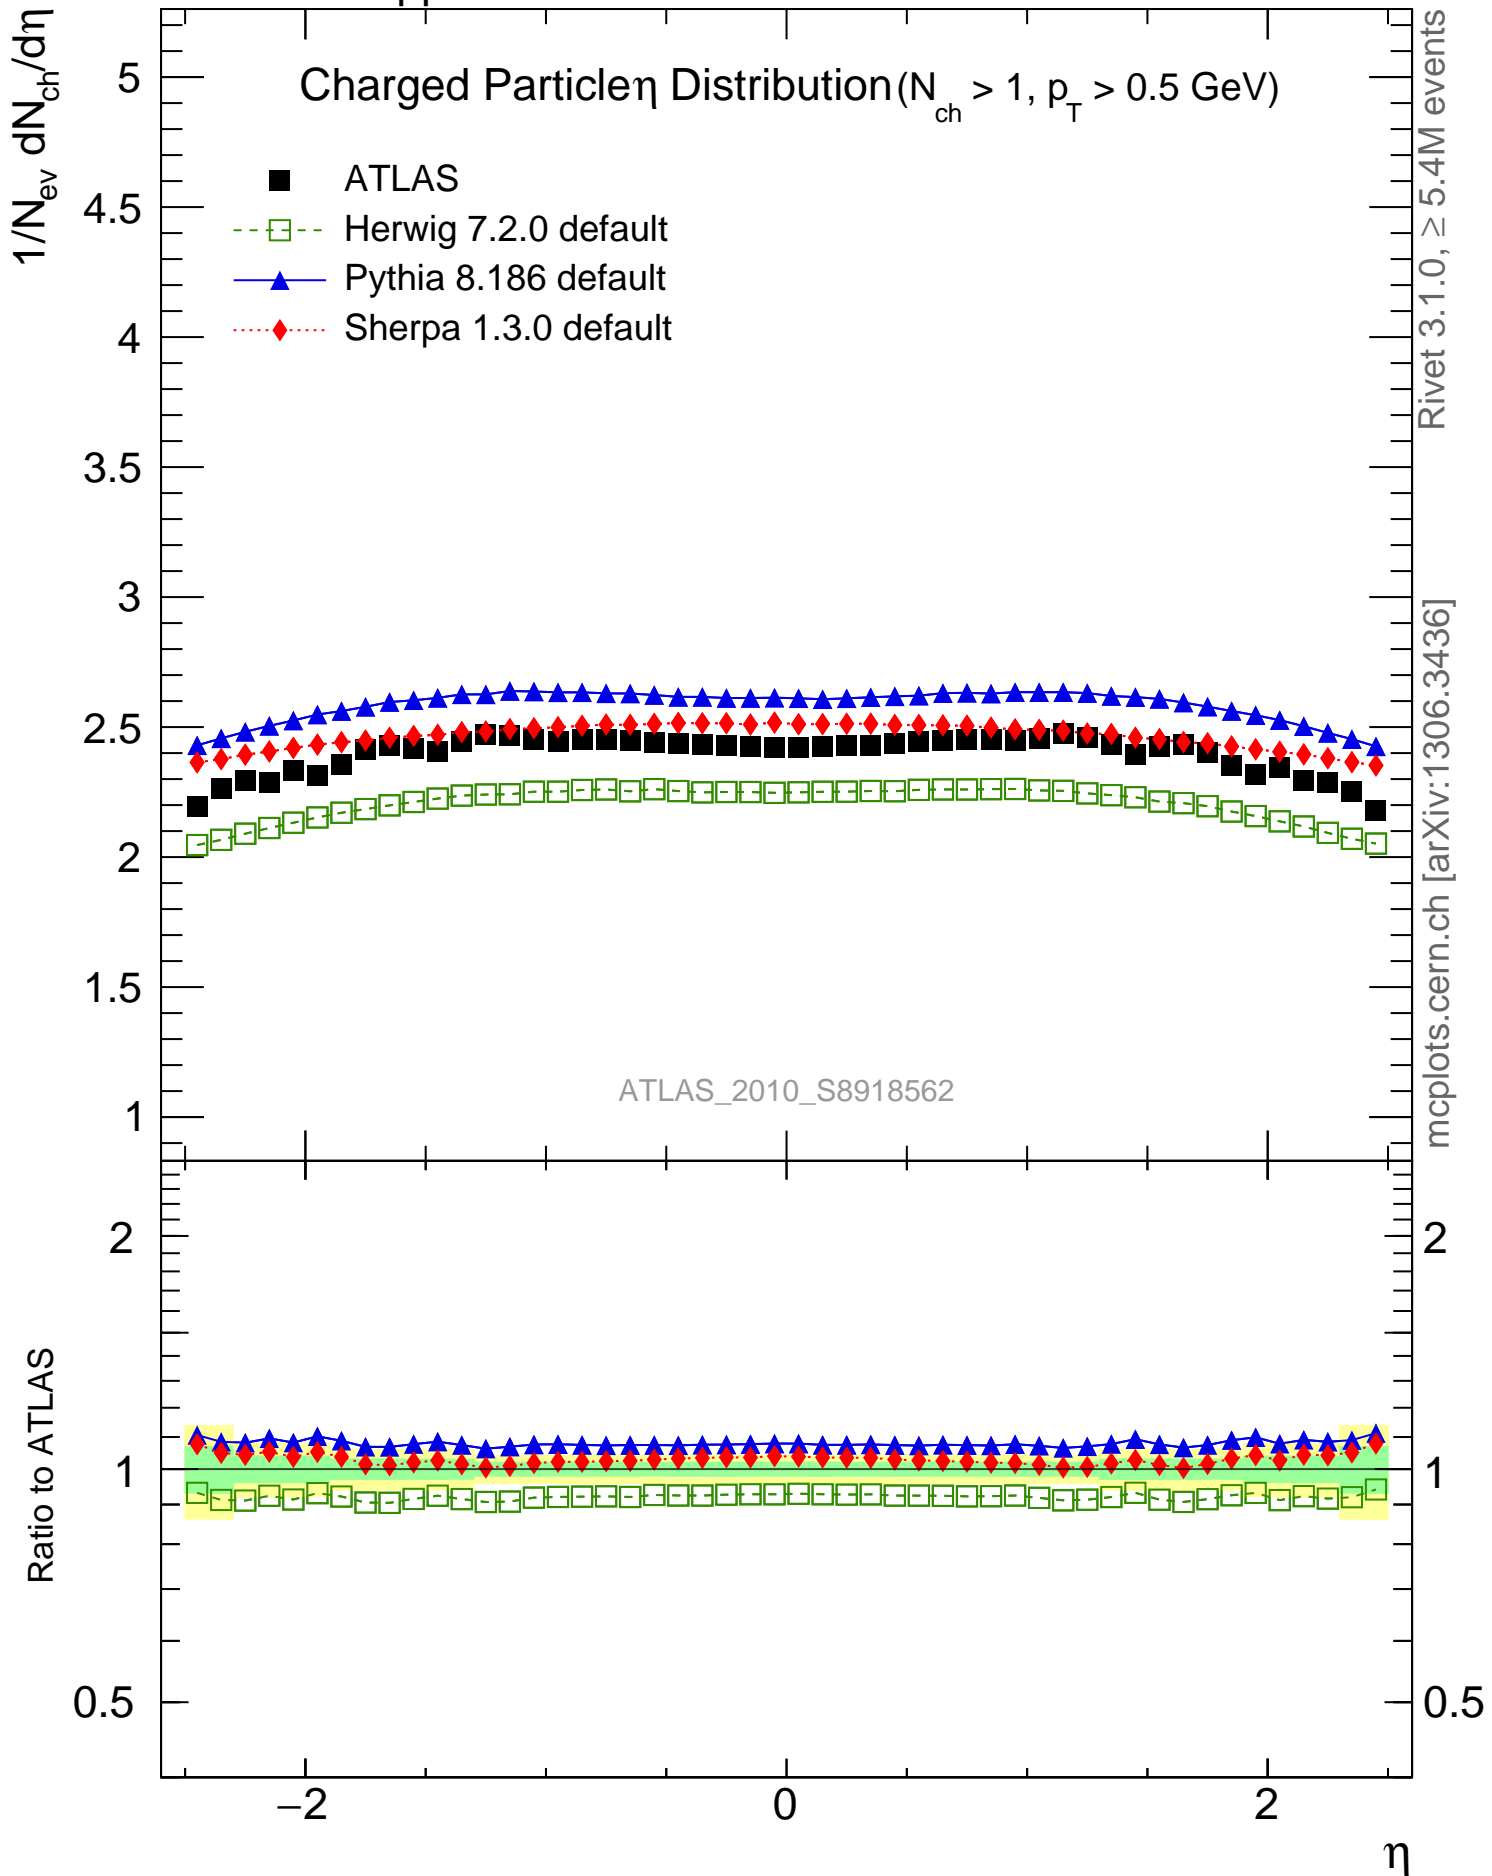 pp
1/N_ev dN_ch/dη
Charged Particleη Distribution(N_ch > 1, p_T > 0.5 GeV)
ATLAS
Herwig 7.2.0 default
Pythia 8.186 default
Sherpa 1.3.0 default
5
4.5
4
3.5
3
2.5
2
1.5
1
ATLAS_2010_S8918562
Rivet 3.1.0, ≥ 5.4M events
mcplots.cern.ch [arXiv:1306.3436]
Ratio to ATLAS
2
1
0.5
2
1
0.5
−2
0
2
η